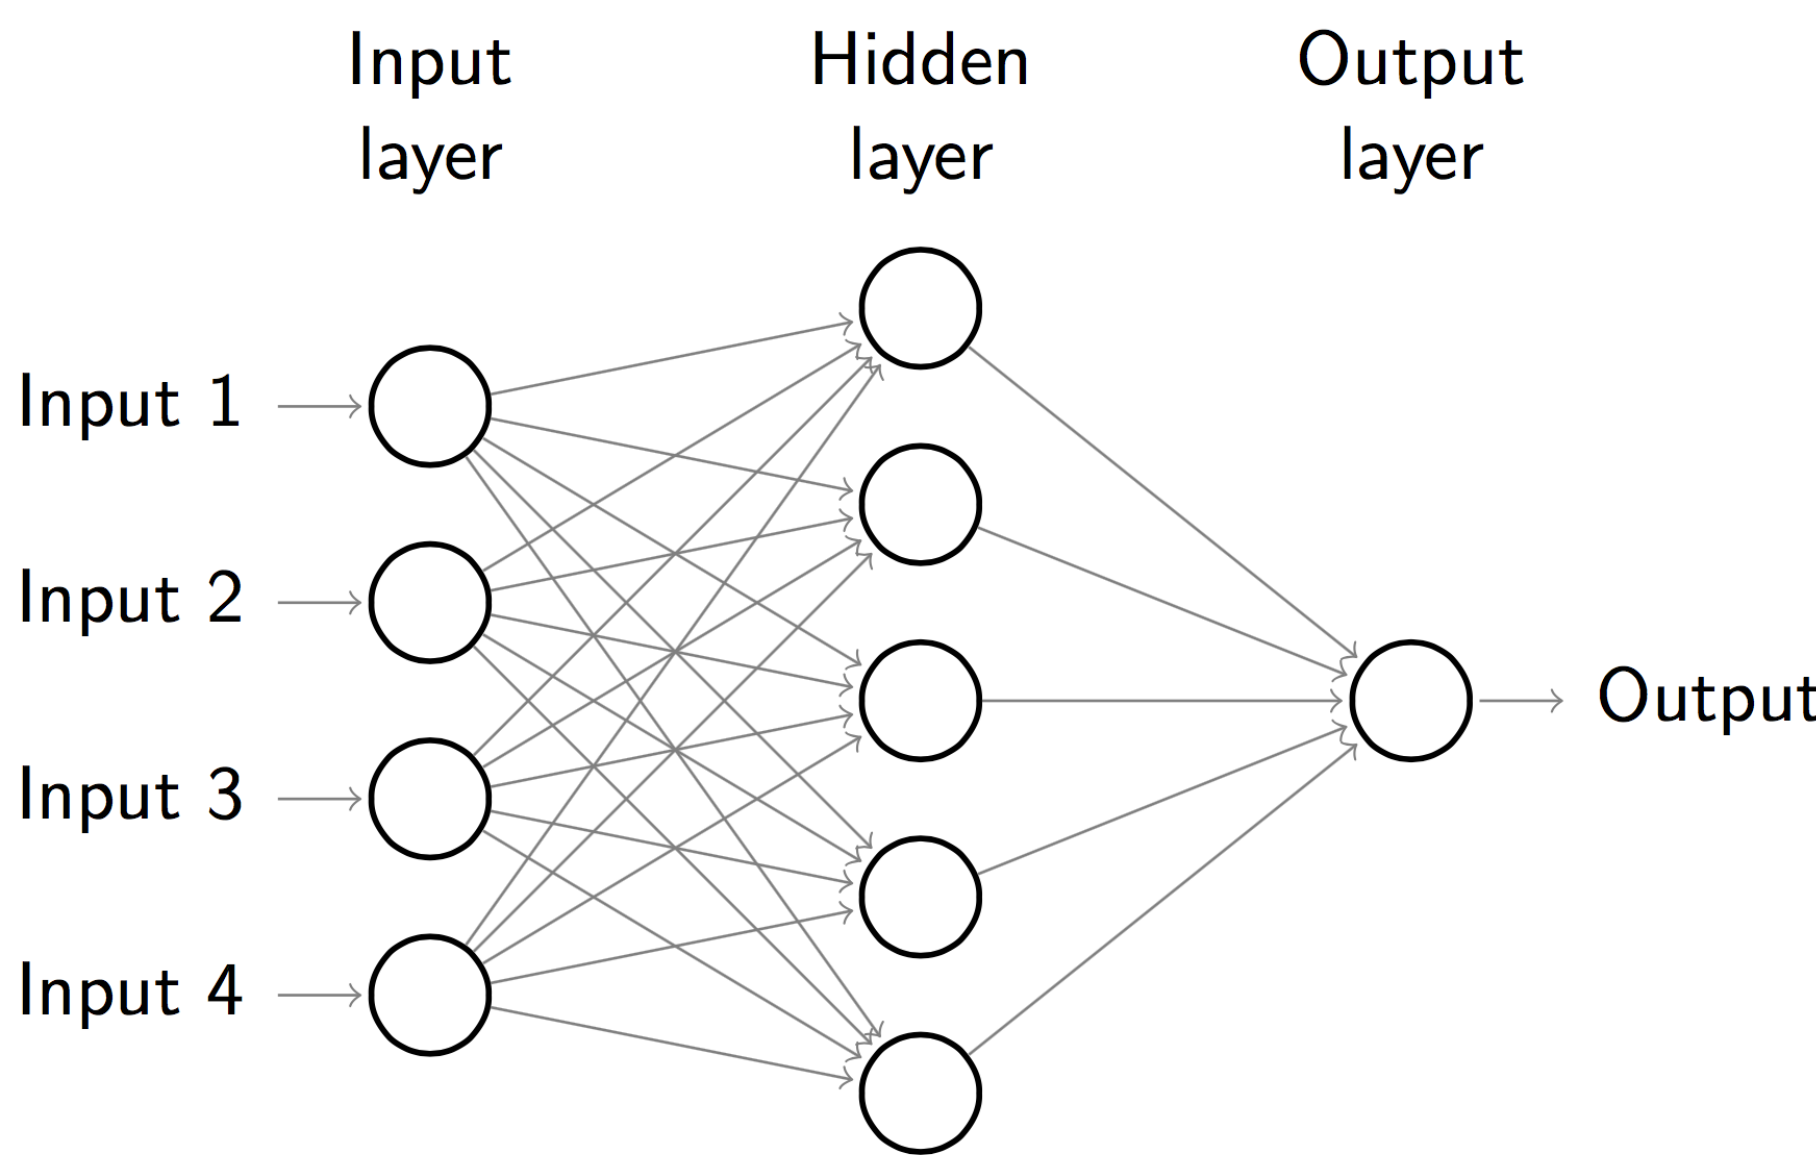 Input
layer
Hidden
layer
Output
layer
Input 1
Input 2
Input 3
Input 4
Output